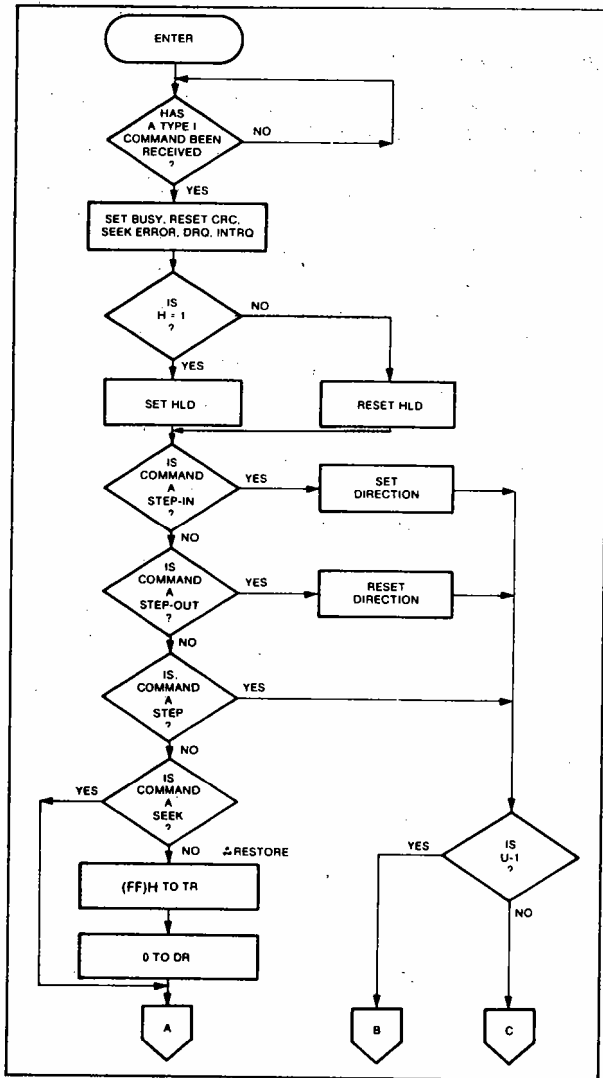 ENTER
HAS
A TYPE I
COMMAND BEEN
RECEIVED
?
NO
YES
SET BUSY, RESET CRC,
SEEK ERROR, DRQ, INTRQ
IS
H = 1
?
NO
YES
SET HLD
RESET HLD
IS
COMMAND
A
STEP-IN
?
YES
SET
DIRECTION
NO
IS
COMMAND
A
STEP-OUT
?
YES
RESET
DIRECTION
NO
IS
COMMAND
A
STEP
?
YES
NO
IS
COMMAND
A
SEEK
?
YES
NO
∴RESTORE
(FF)H TO TR
0 TO DR
IS
U-1
?
YES
NO
A
B
C